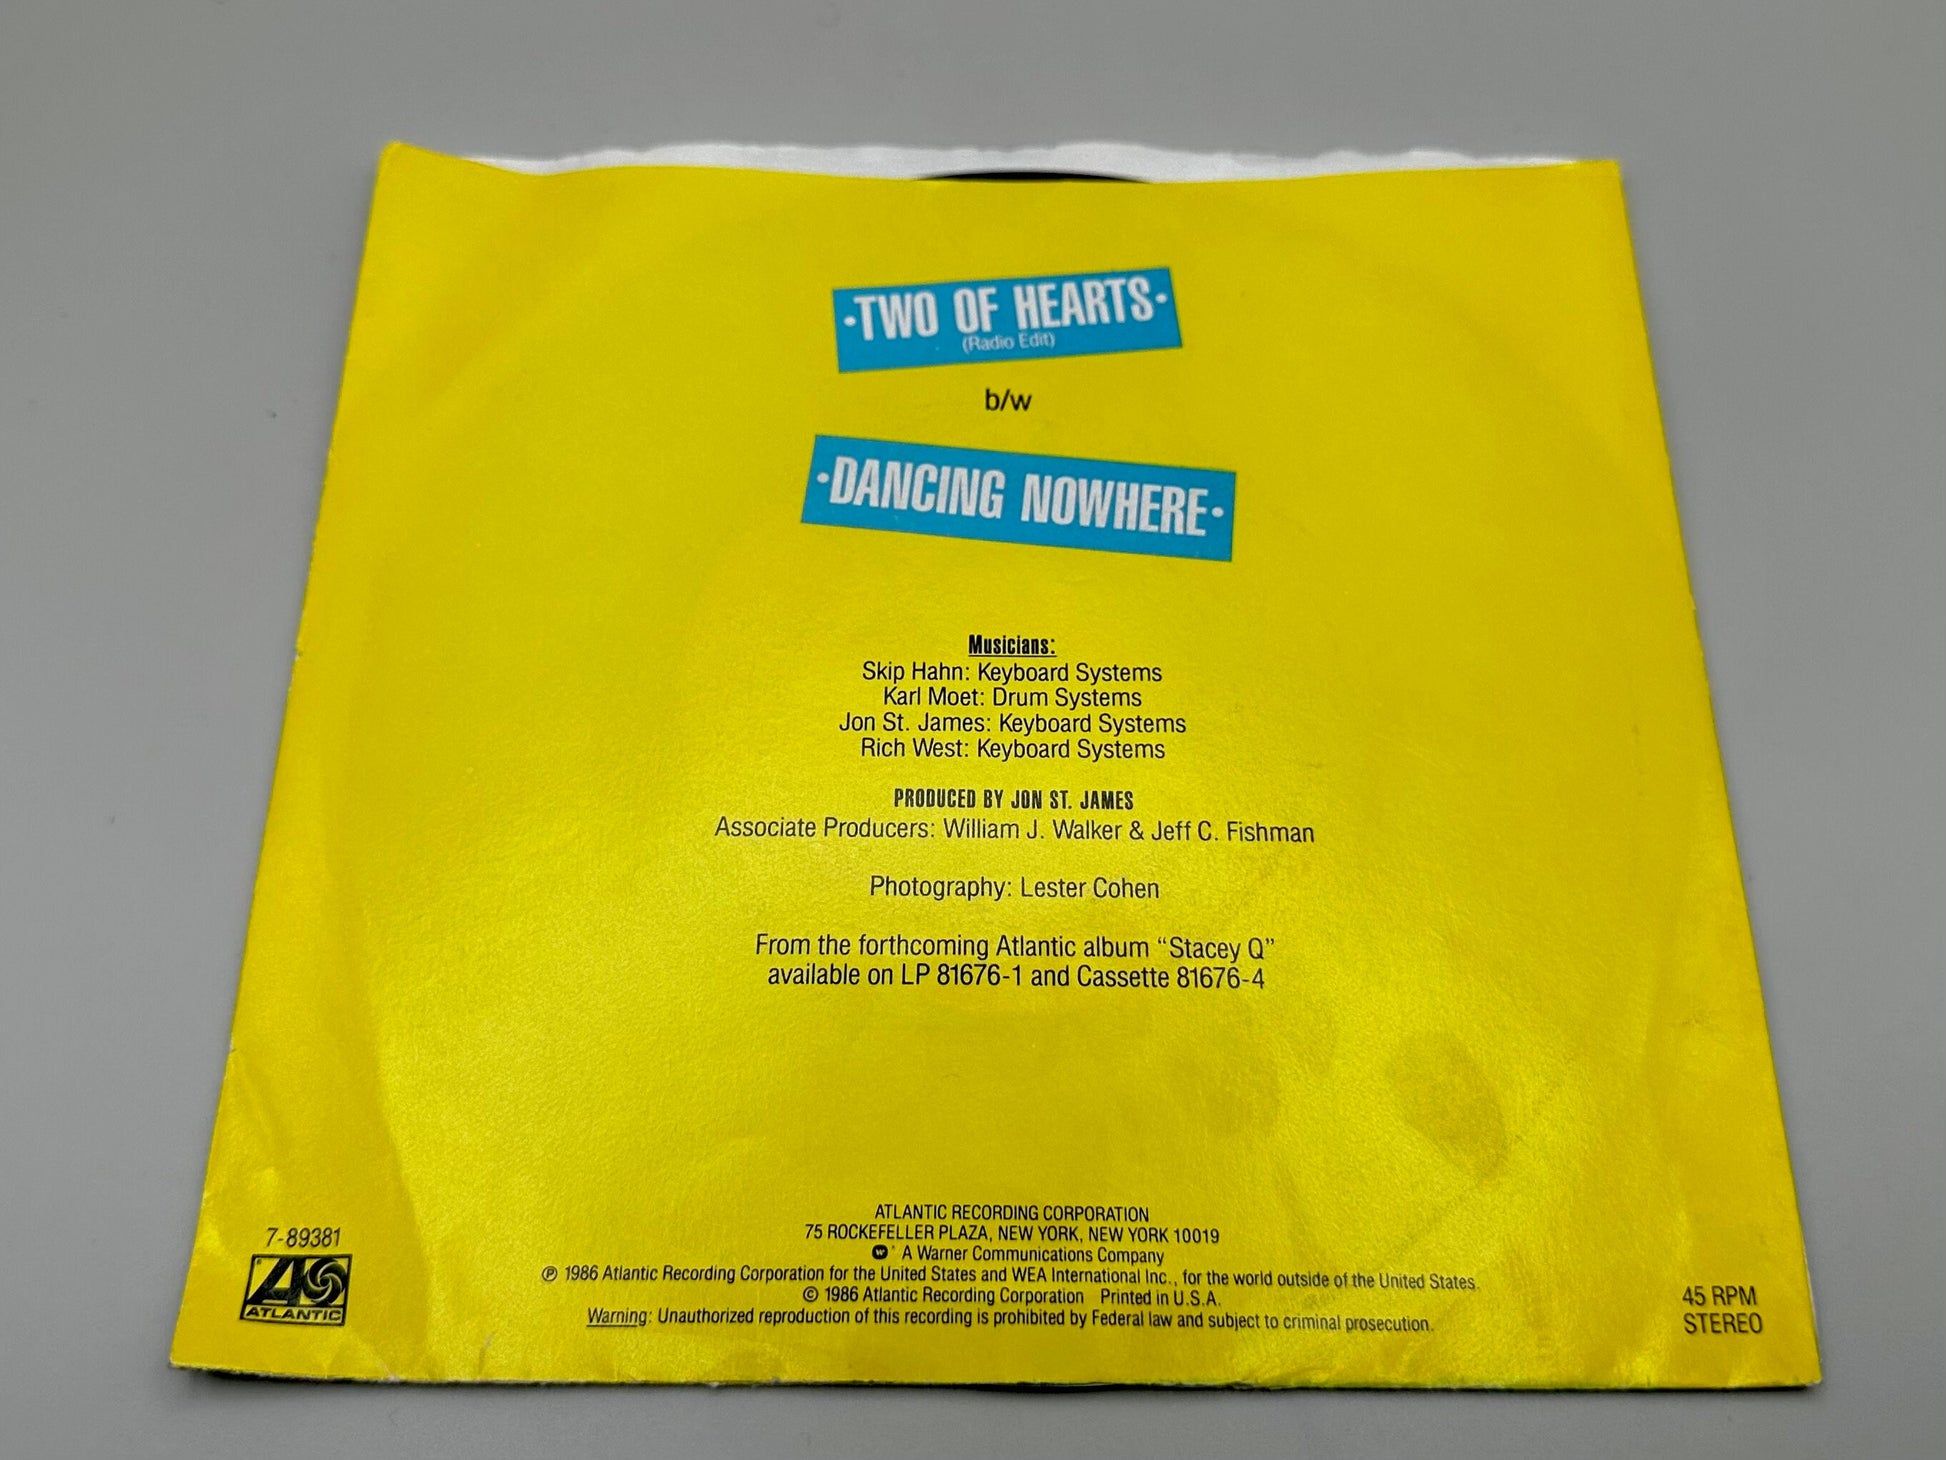 ·TWO OF HEARTS·
(Radio Edit)
b/w
·DANCING NOWHERE·
Musicians:
Skip Hahn: Keyboard Systems
Karl Moet: Drum Systems
Jon St. James: Keyboard Systems
Rich West: Keyboard Systems
PRODUCED BY JON ST. JAMES
Associate Producers: William J. Walker & Jeff C. Fishman
Photography: Lester Cohen
From the forthcoming Atlantic album “Stacey Q”
available on LP 81676-1 and Cassette 81676-4
7-89381
ATLANTIC
ATLANTIC RECORDING CORPORATION
75 ROCKEFELLER PLAZA, NEW YORK, NEW YORK 10019
A Warner Communications Company
℗ 1986 Atlantic Recording Corporation for the United States and WEA International Inc., for the world outside of the United States.
© 1986 Atlantic Recording Corporation Printed in U.S.A.
Warning: Unauthorized reproduction of this recording is prohibited by Federal law and subject to criminal prosecution.
45 RPM
STEREO